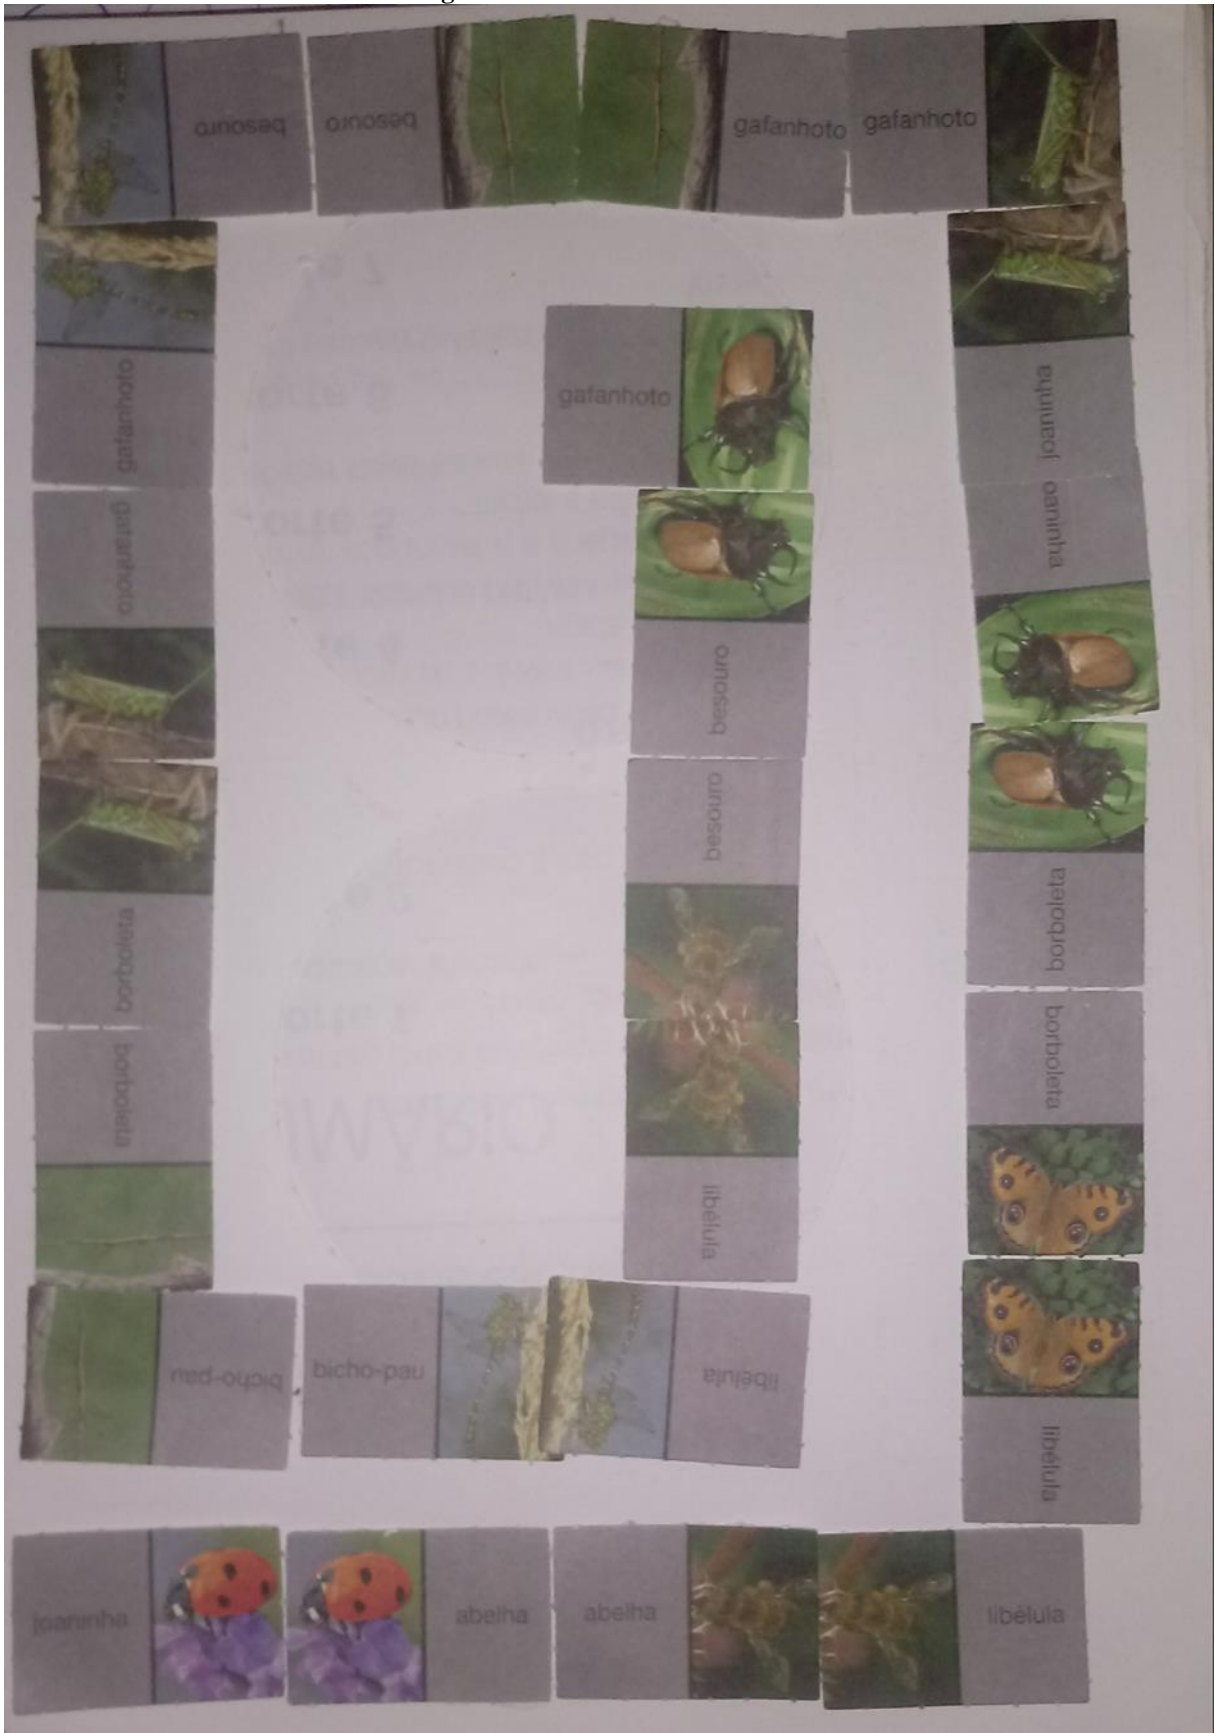 besouro
besouro
gafanhoto
gafanhoto
gafanhoto
gafanhoto
joaninha
gafanhoto
oaninha
besouro
besouro
borboleta
borboleta
borboleta
borboleta
libélula
bicho-pau
bicho-pau
libélula
libélula
joaninha
abelha
abelha
libélula